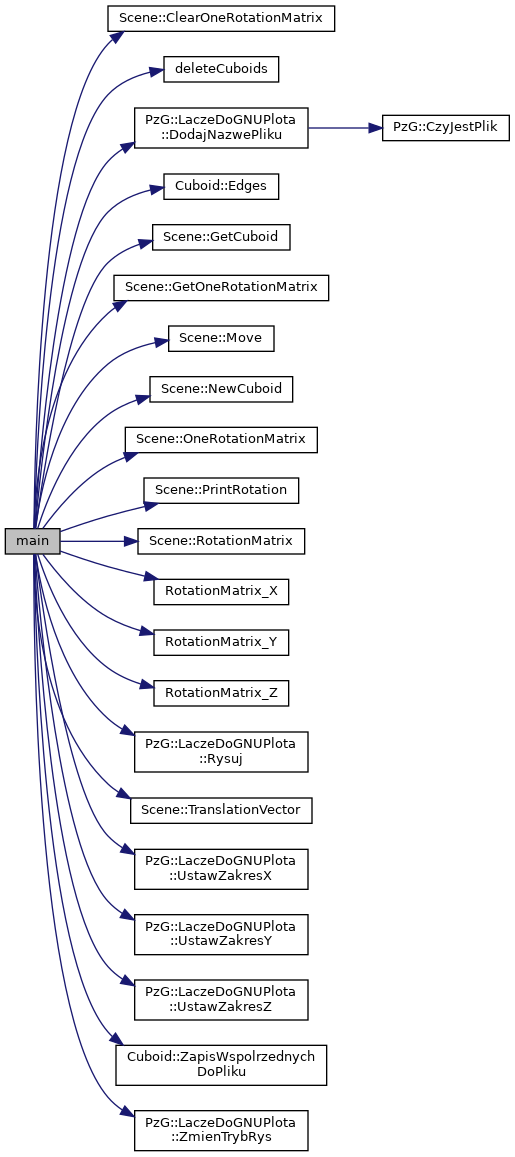 Scene::ClearOneRotationMatrix
deleteCuboids
PzG::LaczeDoGNUPlota
::DodajNazwePliku
PzG::CzyJestPlik
Cuboid::Edges
Scene::GetCuboid
Scene::GetOneRotationMatrix
Scene::Move
Scene::NewCuboid
Scene::OneRotationMatrix
Scene::PrintRotation
main
Scene::RotationMatrix
RotationMatrix_X
RotationMatrix_Y
RotationMatrix_Z
PzG::LaczeDoGNUPlota
::Rysuj
Scene::TranslationVector
PzG::LaczeDoGNUPlota
::UstawZakresX
PzG::LaczeDoGNUPlota
::UstawZakresY
PzG::LaczeDoGNUPlota
::UstawZakresZ
Cuboid::ZapisWspolrzednych
DoPliku
PzG::LaczeDoGNUPlota
::ZmienTrybRys